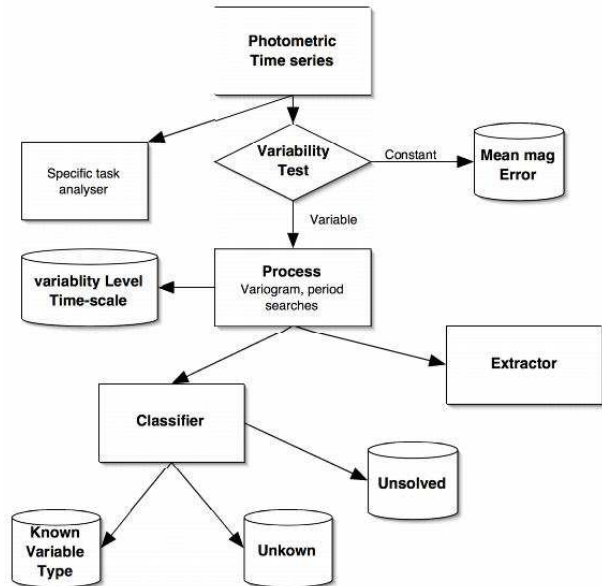 Photometric
Time series
Specific task
analyser
Variability
Test
Constant
Mean mag
Error
Variable
variablity Level
Time-scale
Process
Variogram, period
searches
Extractor
Classifier
Unsolved
Known
Variable
Type
Unkown